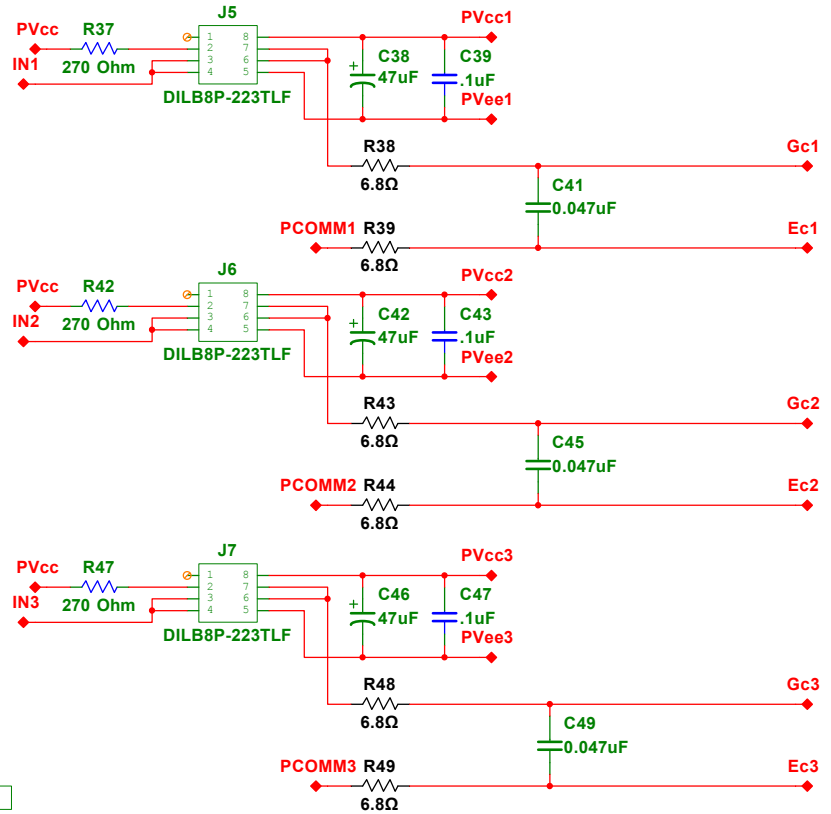 J5
PVcc R37 PVcc1
1 8
2 7
3 6
4 5
IN1 270 Ohm
C38 C39
+
47uF .1uF
DILB8P-223TLF PVee1
R38 Gc1
6.8Ω
C41
0.047uF
PCOMM1 R39 Ec1
6.8Ω
J6
PVcc R42 PVcc2
1 8
2 7
3 6
4 5
IN2 270 Ohm
C42 C43
+
47uF .1uF
DILB8P-223TLF PVee2
R43 Gc2
6.8Ω
C45
0.047uF
PCOMM2 R44 Ec2
6.8Ω
J7
PVcc R47 PVcc3
1 8
2 7
3 6
4 5
IN3 270 Ohm
C46 C47
+
47uF .1uF
DILB8P-223TLF PVee3
R48 Gc3
6.8Ω
C49
0.047uF
PCOMM3 R49 Ec3
6.8Ω